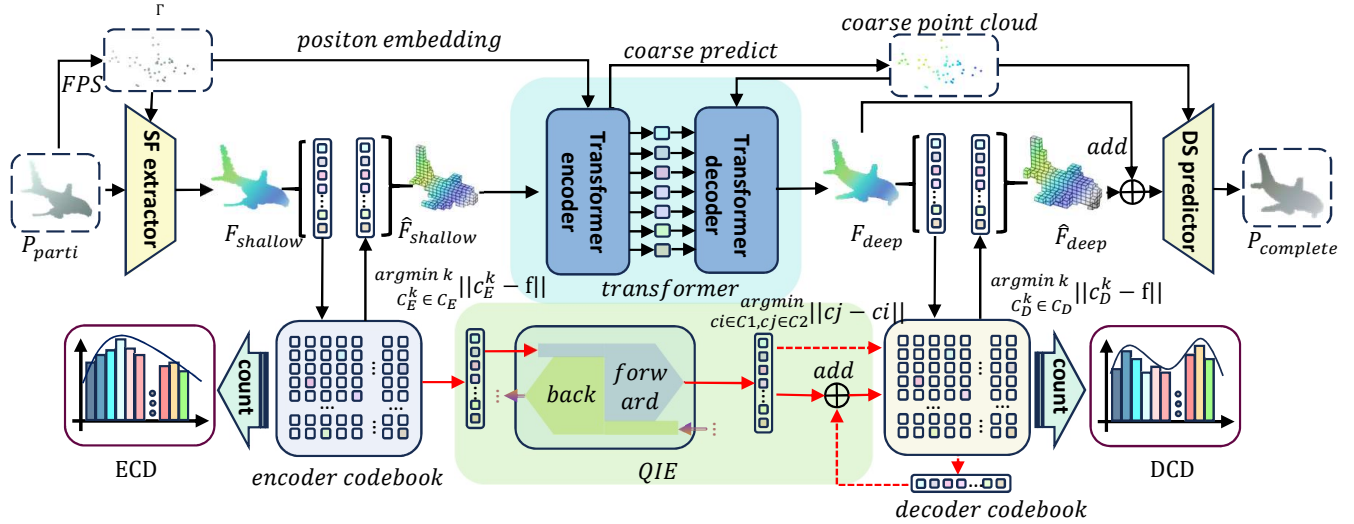 Γ
positon embedding
coarse predict
coarse point cloud
FPS
SF extractor
Transformer encoder
Transformer decoder
DS predictor
add
P_parti
F_shallow
F̂_shallow
F_deep
F̂_deep
P_complete
transformer
argmin k
C_E^k ∈ C_E ||c_E^k − f||
argmin
ci∈C1,cj∈C2 ||cj − ci||
argmin k
C_D^k ∈ C_D ||c_D^k − f||
count
back
forw
ard
add
count
ECD
encoder codebook
QIE
decoder codebook
DCD